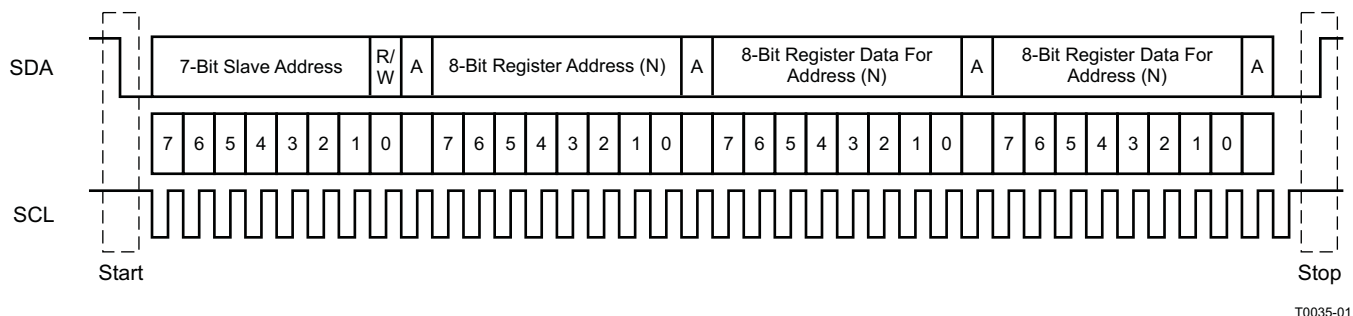 SDA
7-Bit Slave Address
R/
W
A
8-Bit Register Address (N)
A
8-Bit Register Data For
Address (N)
A
8-Bit Register Data For
Address (N)
A
7 6 5 4 3 2 1 0 7 6 5 4 3 2 1 0 7 6 5 4 3 2 1 0 7 6 5 4 3 2 1 0
SCL
Start
Stop
T0035-01